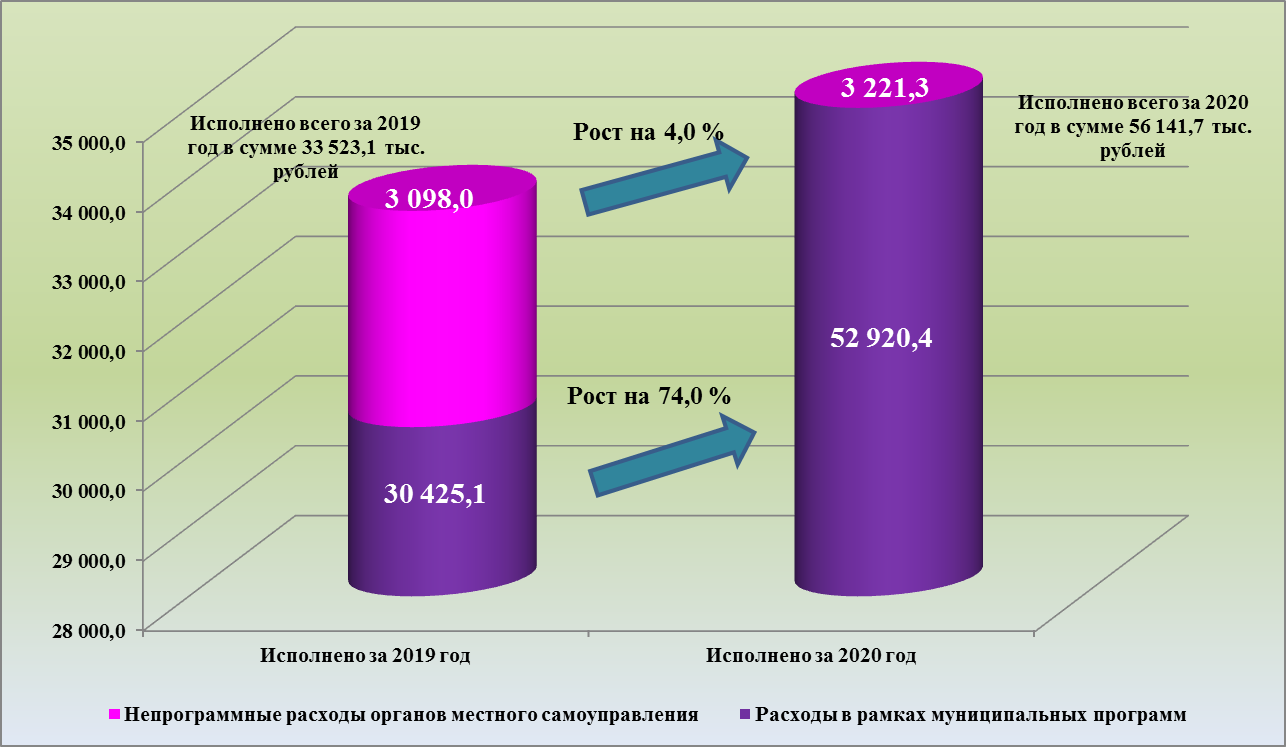 Исполнено всего за 2019
год в сумме 33 523,1 тыс.
рублей
Рост на 4,0 %
Исполнено всего за 2020
год в сумме 56 141,7 тыс.
рублей
3 098,0
3 221,3
30 425,1
52 920,4
Рост на 74,0 %
35 000,0
34 000,0
33 000,0
32 000,0
31 000,0
30 000,0
29 000,0
28 000,0
Исполнено за 2019 год
Исполнено за 2020 год
Непрограммные расходы органов местного самоуправления
Расходы в рамках муниципальных программ